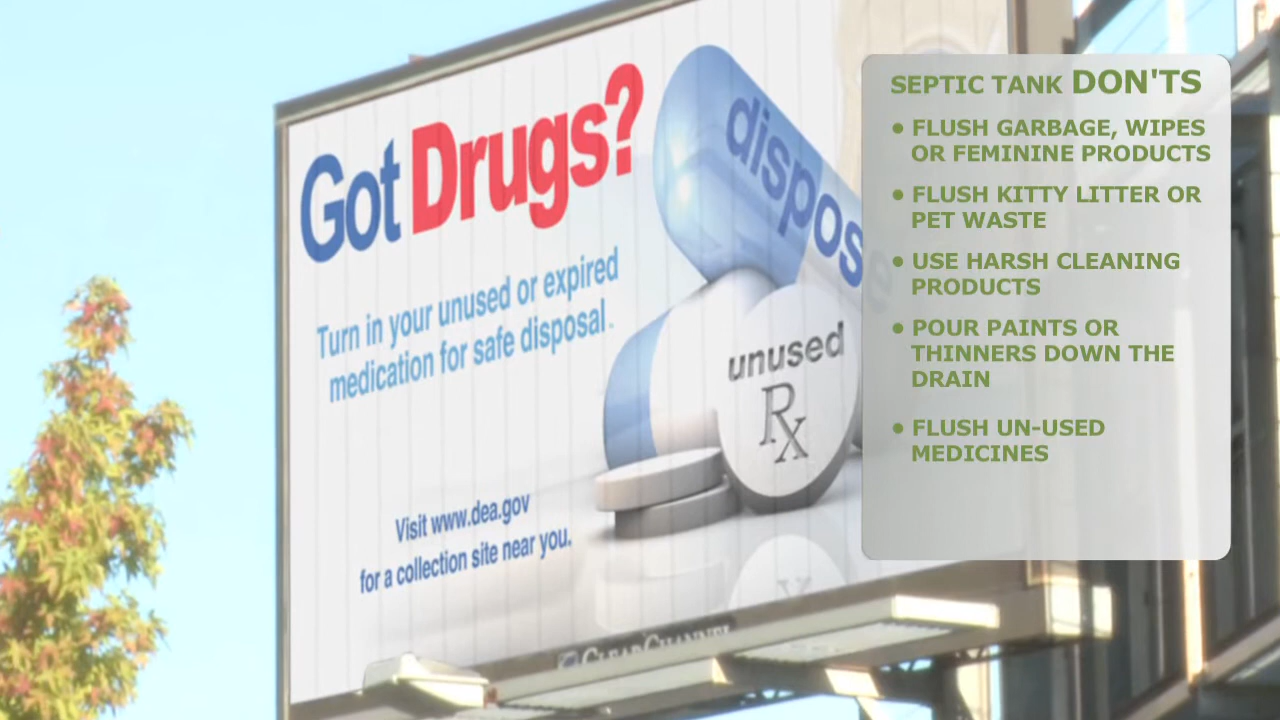 Got Drugs?
Turn in your unused or expired
medication for safe disposal.
Visit www.dea.gov
for a collection site near you.
dispose
unused
Rx
CLEARCHANNEL
SEPTIC TANK DON'TS
• FLUSH GARBAGE, WIPES
OR FEMININE PRODUCTS
• FLUSH KITTY LITTER OR
PET WASTE
• USE HARSH CLEANING
PRODUCTS
• POUR PAINTS OR
THINNERS DOWN THE
DRAIN
• FLUSH UN-USED
MEDICINES